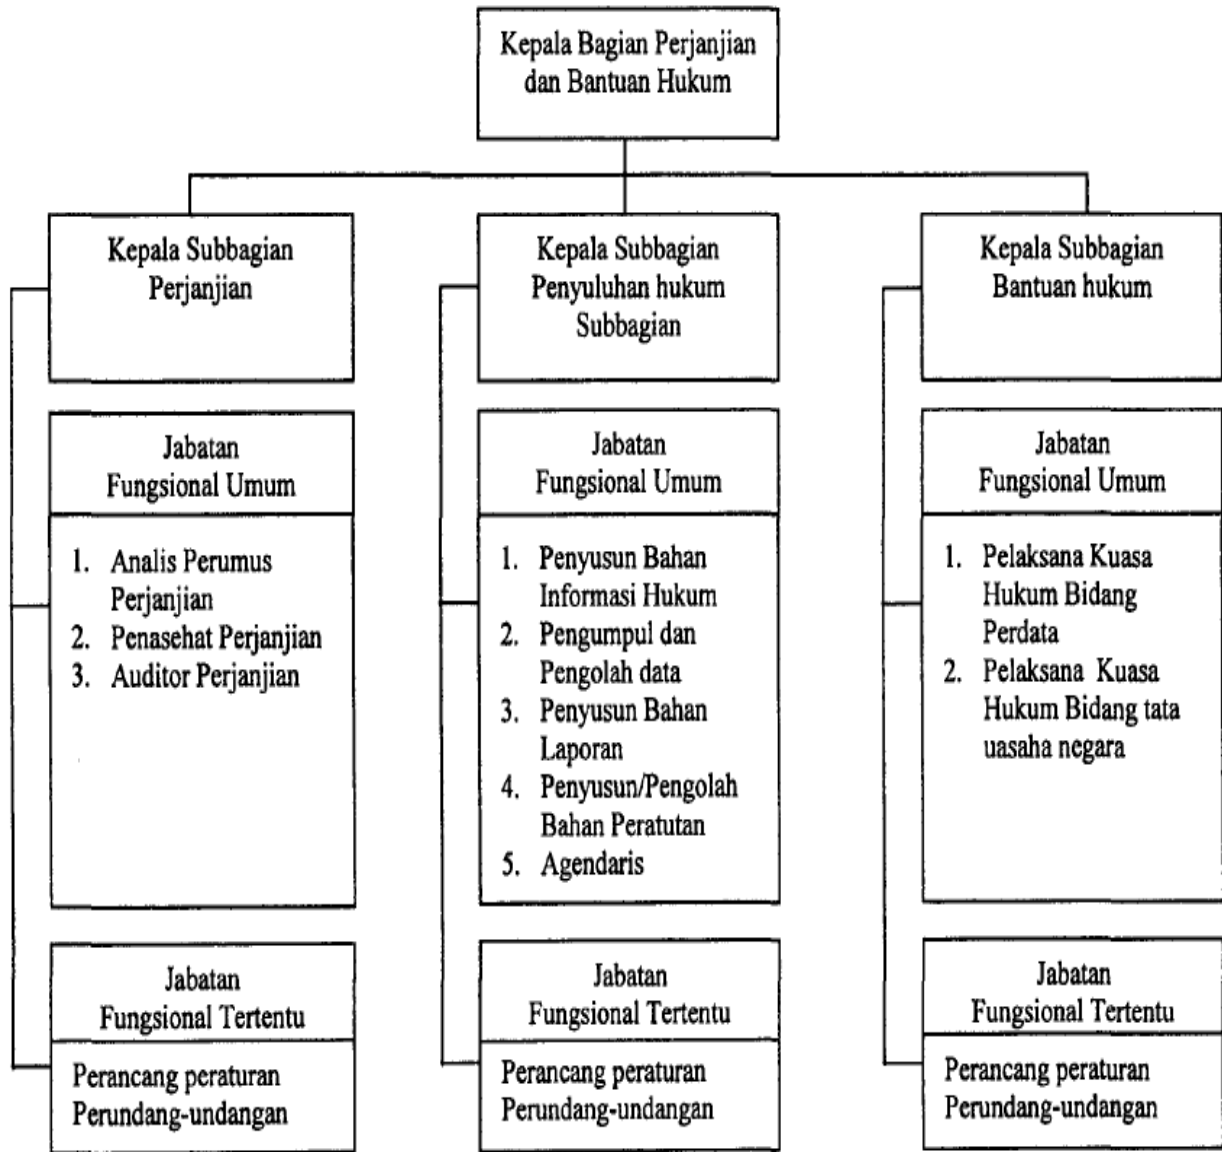 Kepala Bagian Perjanjian
dan Bantuan Hukum
Kepala Subbagian
Perjanjian
Kepala Subbagian
Penyuluhan hukum
Subbagian
Kepala Subbagian
Bantuan hukum
Jabatan
Fungsional Umum
1. Analis Perumus
Perjanjian
2. Penasehat Perjanjian
3. Auditor Perjanjian
Jabatan
Fungsional Umum
1. Penyusun Bahan
Informasi Hukum
2. Pengumpul dan
Pengolah data
3. Penyusun Bahan
Laporan
4. Penyusun/Pengolah
Bahan Peratutan
5. Agendaris
Jabatan
Fungsional Umum
1. Pelaksana Kuasa
Hukum Bidang
Perdata
2. Pelaksana Kuasa
Hukum Bidang tata
uasaha negara
Jabatan
Fungsional Tertentu
Perancang peraturan
Perundang-undangan
Jabatan
Fungsional Tertentu
Perancang peraturan
Perundang-undangan
Jabatan
Fungsional Tertentu
Perancang peraturan
Perundang-undangan